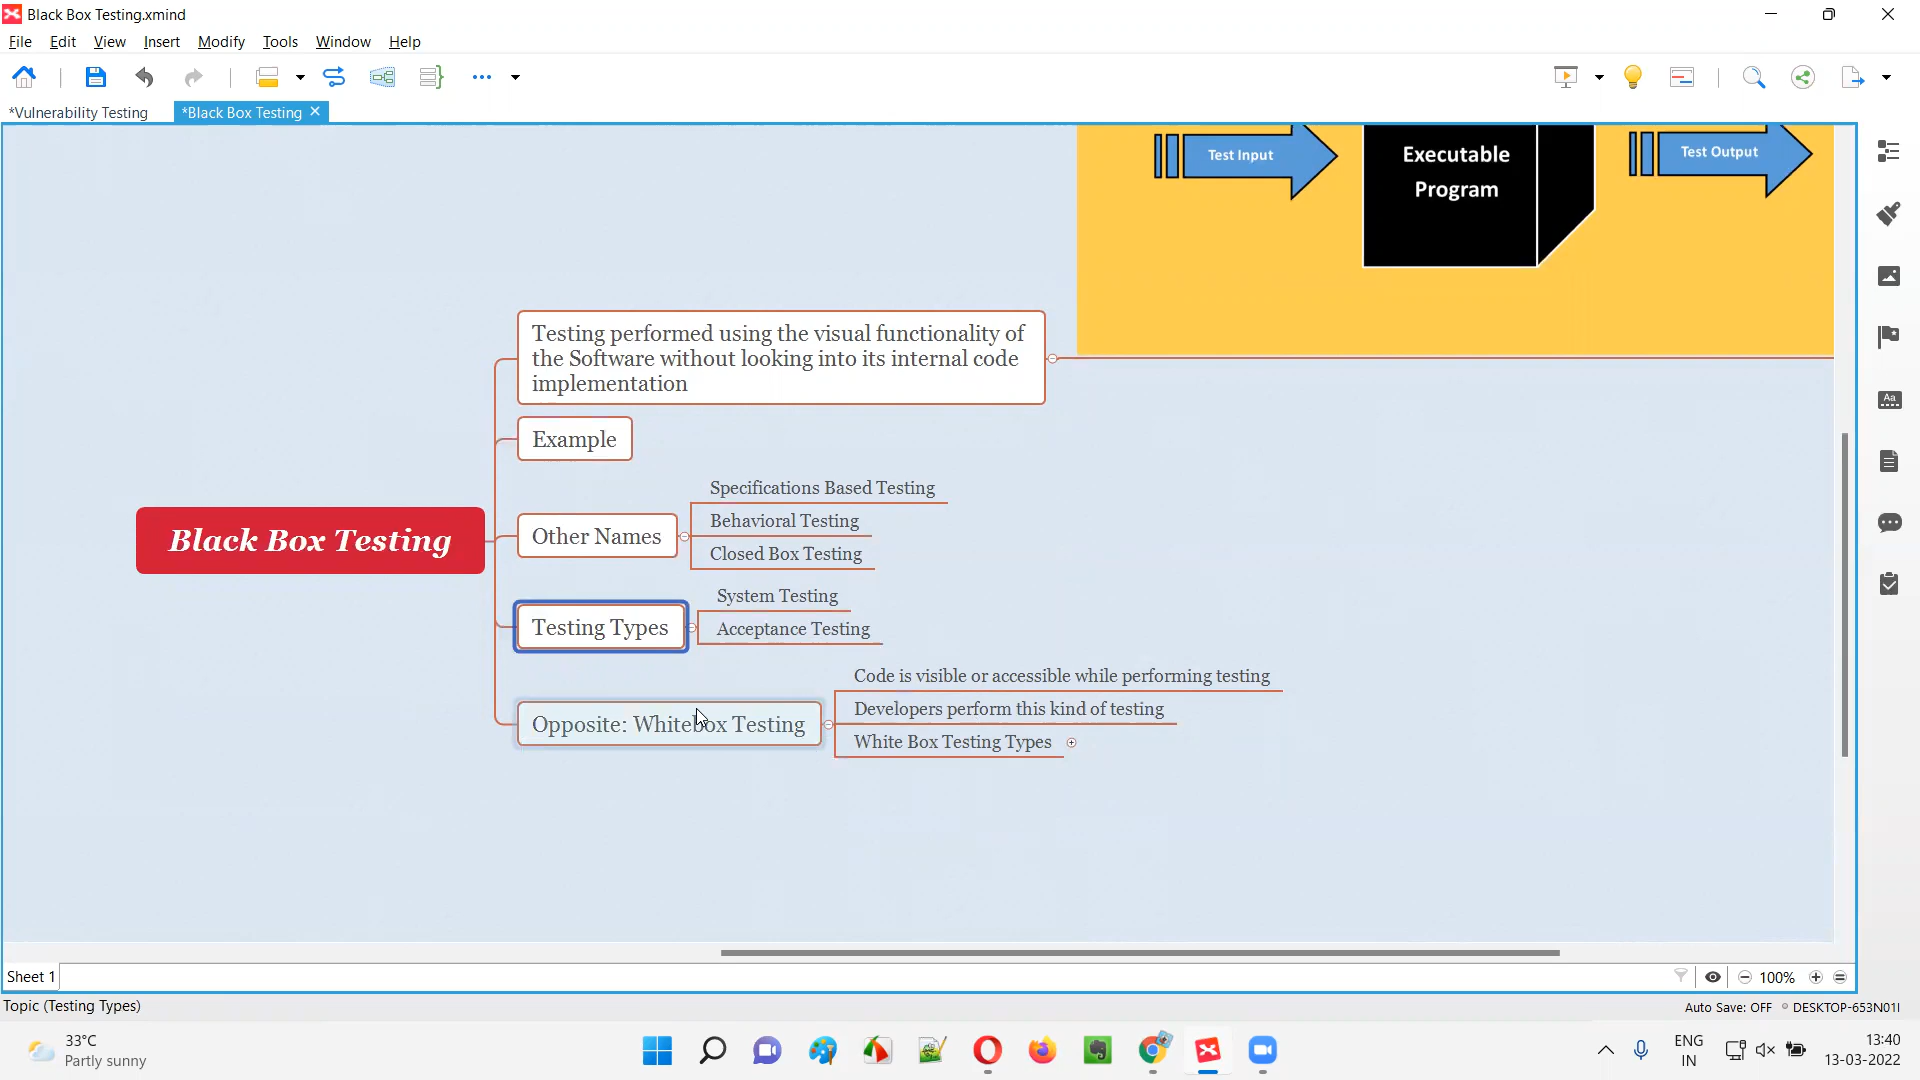 Black Box Testing.xmind
File Edit View Insert Modify Tools Window Help
*Vulnerability Testing
*Black Box Testing
Test Input
Executable
Program
Test Output
Testing performed using the visual functionality of
the Software without looking into its internal code
implementation
Example
Specifications Based Testing
Behavioral Testing
Closed Box Testing
Other Names
Black Box Testing
System Testing
Acceptance Testing
Testing Types
Code is visible or accessible while performing testing
Developers perform this kind of testing
White Box Testing Types
Opposite: Whitebox Testing
Aa
Sheet 1
100%
Topic (Testing Types)
Auto Save: OFF
DESKTOP-653N01I
33°C
Partly sunny
ENG
IN
13:40
13-03-2022